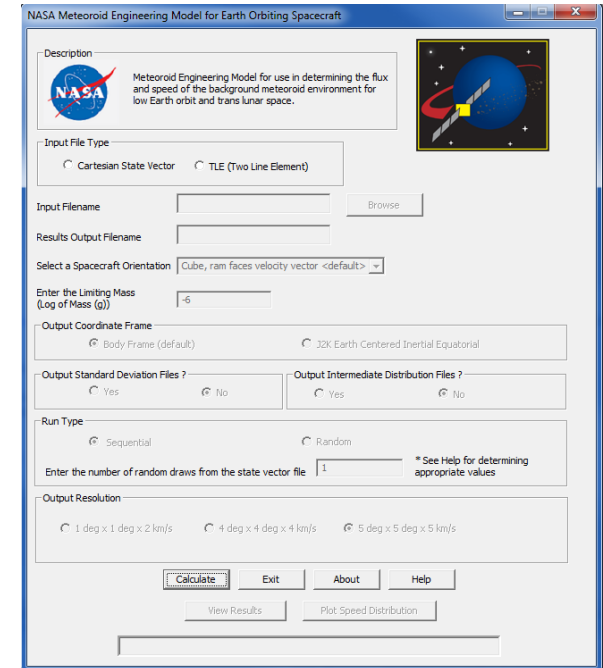 NASA Meteoroid Engineering Model for Earth Orbiting Spacecraft
Description
NASA
Meteoroid Engineering Model for use in determining the flux
and speed of the background meteoroid environment for
low Earth orbit and trans lunar space.
Input File Type
Cartesian State Vector TLE (Two Line Element)
Input Filename Browse
Results Output Filename
Select a Spacecraft Orientation Cube, ram faces velocity vector <default>
Enter the Limiting Mass
(Log of Mass (g)) -6
Output Coordinate Frame
Body Frame (default) J2K Earth Centered Inertial Equatorial
Output Standard Deviation Files ? Output Intermediate Distribution Files ?
Yes No Yes No
Run Type
Sequential Random
Enter the number of random draws from the state vector file 1 * See Help for determining
appropriate values
Output Resolution
1 deg x 1 deg x 2 km/s 4 deg x 4 deg x 4 km/s 5 deg x 5 deg x 5 km/s
Calculate Exit About Help
View Results Plot Speed Distribution